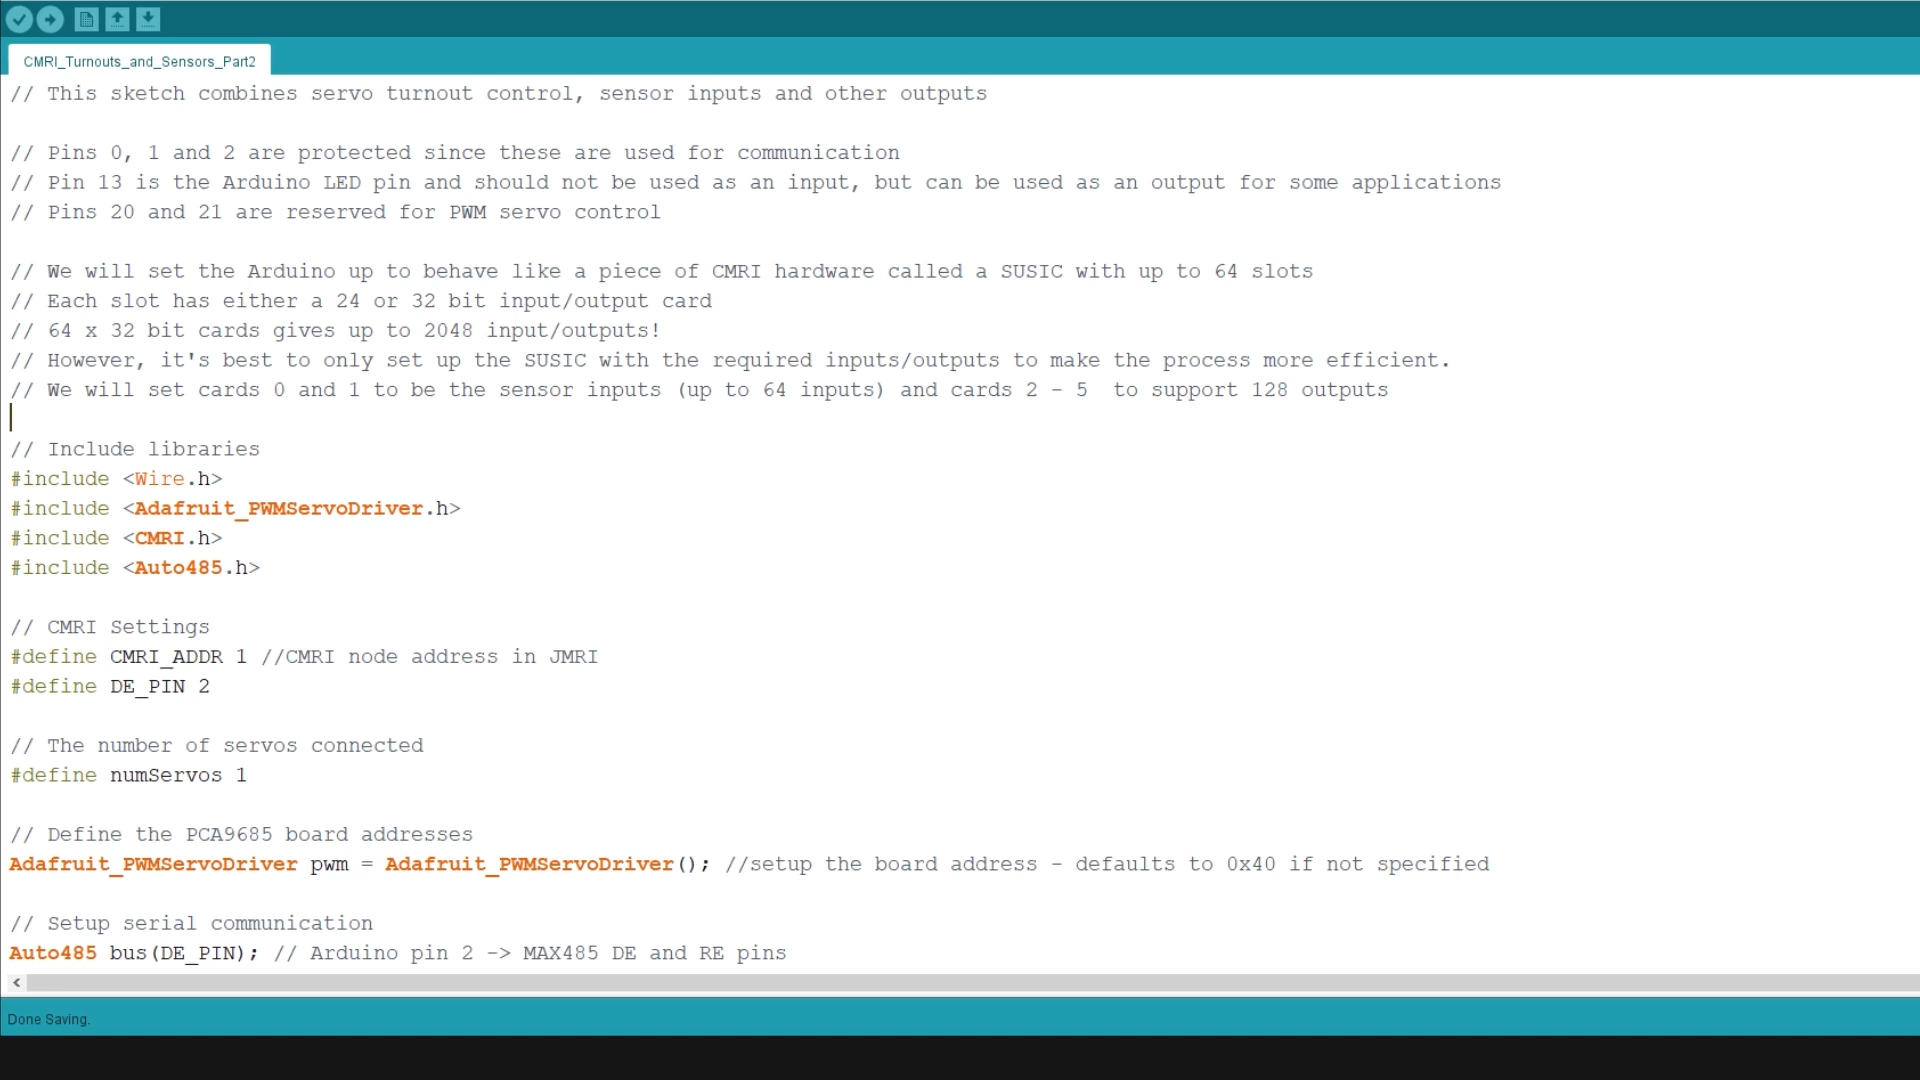 CMRI_Turnouts_and_Sensors_Part2
// This sketch combines servo turnout control, sensor inputs and other outputs
// Pins 0, 1 and 2 are protected since these are used for communication
// Pin 13 is the Arduino LED pin and should not be used as an input, but can be used as an output for some applications
// Pins 20 and 21 are reserved for PWM servo control
// We will set the Arduino up to behave like a piece of CMRI hardware called a SUSIC with up to 64 slots
// Each slot has either a 24 or 32 bit input/output card
// 64 x 32 bit cards gives up to 2048 input/outputs!
// However, it's best to only set up the SUSIC with the required inputs/outputs to make the process more efficient.
// We will set cards 0 and 1 to be the sensor inputs (up to 64 inputs) and cards 2 - 5  to support 128 outputs
// Include libraries
#include <Wire.h>
#include <Adafruit_PWMServoDriver.h>
#include <CMRI.h>
#include <Auto485.h>
// CMRI Settings
#define CMRI_ADDR 1 //CMRI node address in JMRI
#define DE_PIN 2
// The number of servos connected
#define numServos 1
// Define the PCA9685 board addresses
Adafruit_PWMServoDriver pwm = Adafruit_PWMServoDriver(); //setup the board address - defaults to 0x40 if not specified
// Setup serial communication
Auto485 bus(DE_PIN); // Arduino pin 2 -> MAX485 DE and RE pins
Done Saving.